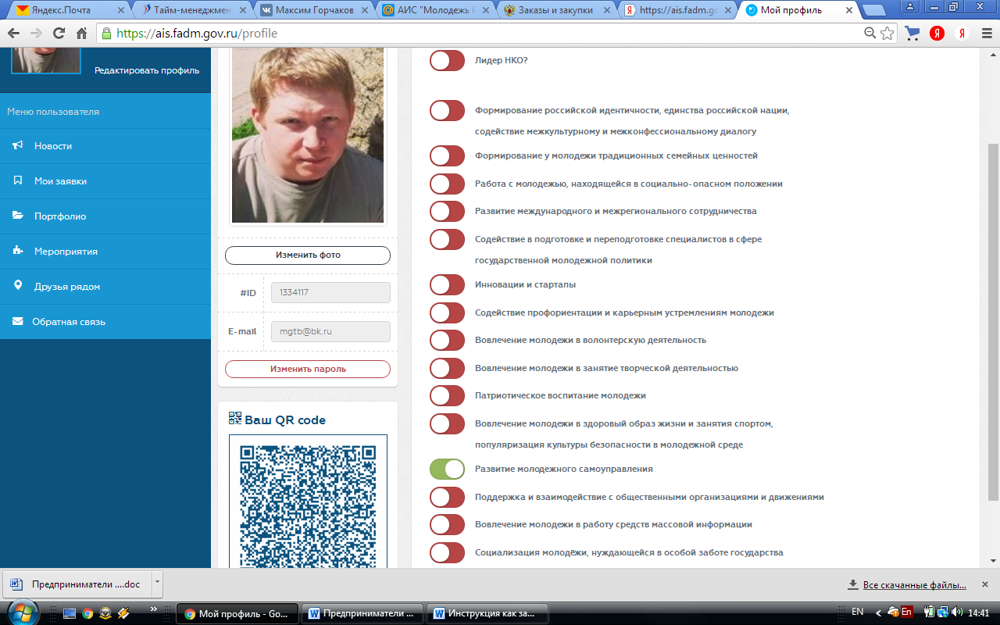 Яндекс.Почта
Тайм-менеджмен
Максим Горчаков
АИС "Молодежь Р
Заказы и закупки
https://ais.fadm.go
Мой профиль
https://ais.fadm.gov.ru/profile
Редактировать профиль
Меню пользователя
Новости
Мои заявки
Портфолио
Мероприятия
Друзья рядом
Обратная связь
Изменить фото
#ID 1334117
E-mail mgtb@bk.ru
Изменить пароль
Ваш QR code
Лидер НКО?
Формирование российской идентичности, единства российской нации,
содействие межкультурному и межконфессиональному диалогу
Формирование у молодежи традиционных семейных ценностей
Работа с молодежью, находящейся в социально-опасном положении
Развитие международного и межрегионального сотрудничества
Содействие в подготовке и переподготовке специалистов в сфере
государственной молодежной политики
Инновации и стартапы
Содействие профориентации и карьерным устремлениям молодежи
Вовлечение молодежи в волонтерскую деятельность
Вовлечение молодежи в занятие творческой деятельностью
Патриотическое воспитание молодежи
Вовлечение молодежи в здоровый образ жизни и занятия спортом,
популяризация культуры безопасности в молодежной среде
Развитие молодежного самоуправления
Поддержка и взаимодействие с общественными организациями и движениями
Вовлечение молодежи в работу средств массовой информации
Социализация молодёжи, нуждающейся в особой заботе государства
Предприниматели ....doc
Все скачанные файлы...
Мой профиль - Go...
Предприниматели ...
Инструкция как за...
EN
En
14:41